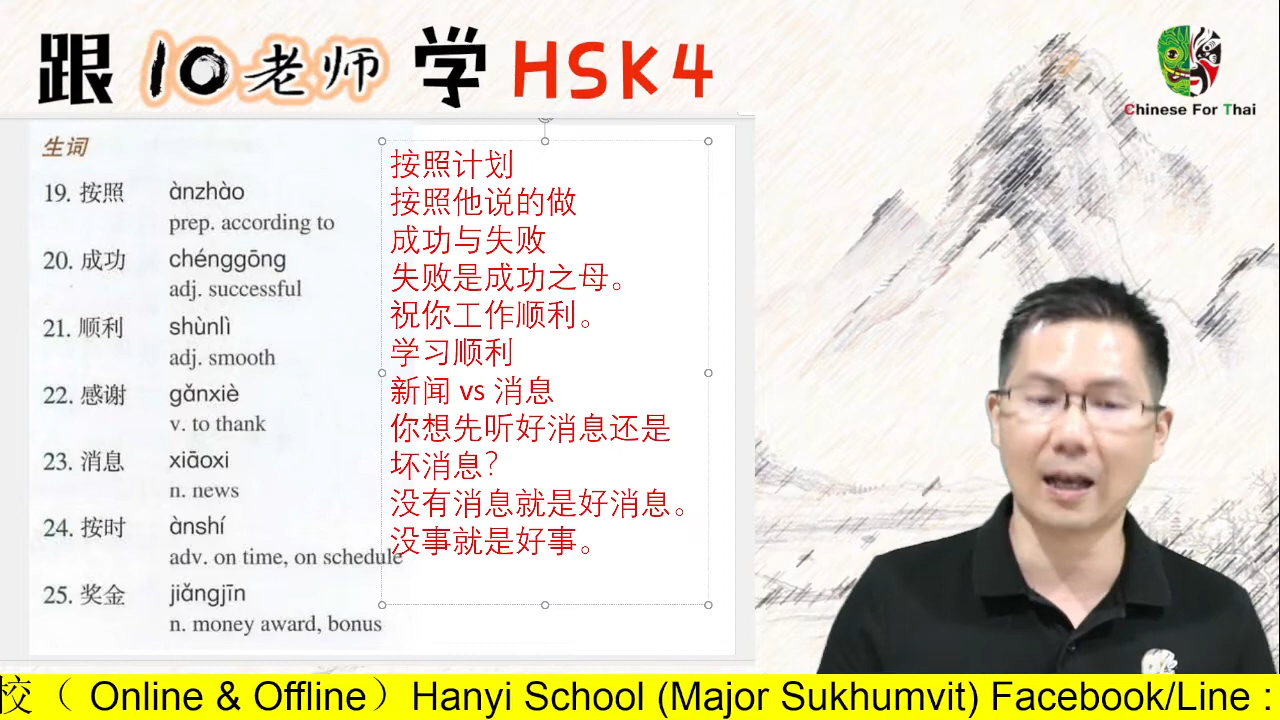 跟10老师学HSK4
Chinese For Thai
生词
19. 按照 ànzhào
prep. according to
20. 成功 chénggōng
adj. successful
21. 顺利 shùnlì
adj. smooth
22. 感谢 gǎnxiè
v. to thank
23. 消息 xiāoxi
n. news
24. 按时 ànshí
adv. on time, on schedule
25. 奖金 jiǎngjīn
n. money award, bonus
按照计划
按照他说的做
成功与失败
失败是成功之母。
祝你工作顺利。
学习顺利
新闻 vs 消息
你想先听好消息还是
坏消息？
没有消息就是好消息。
没事就是好事。
校（ Online & Offline）Hanyi School (Major Sukhumvit) Facebook/Line :